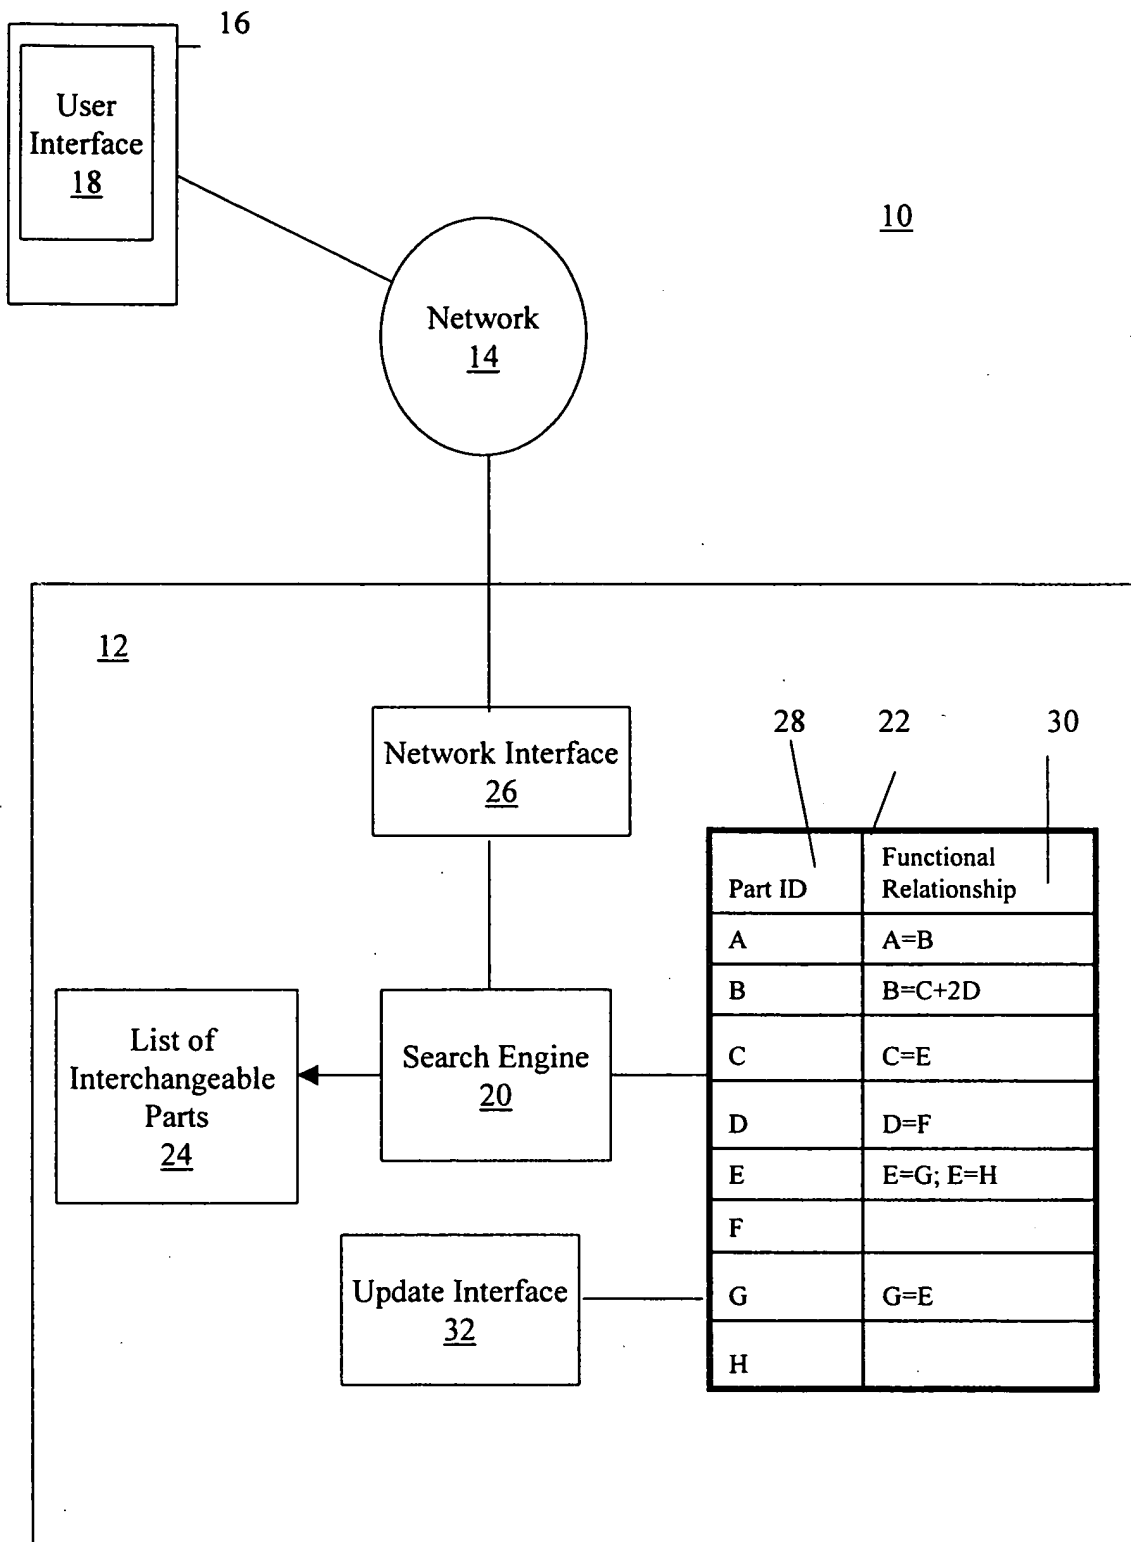 16
User
Interface
18
10
Network
14
12
28
22
30
Network Interface
26
Part ID
Functional
Relationship
A
A=B
B
B=C+2D
List of
Interchangeable
Parts
24
Search Engine
20
C
C=E
D
D=F
E
E=G; E=H
F
Update Interface
32
G
G=E
H